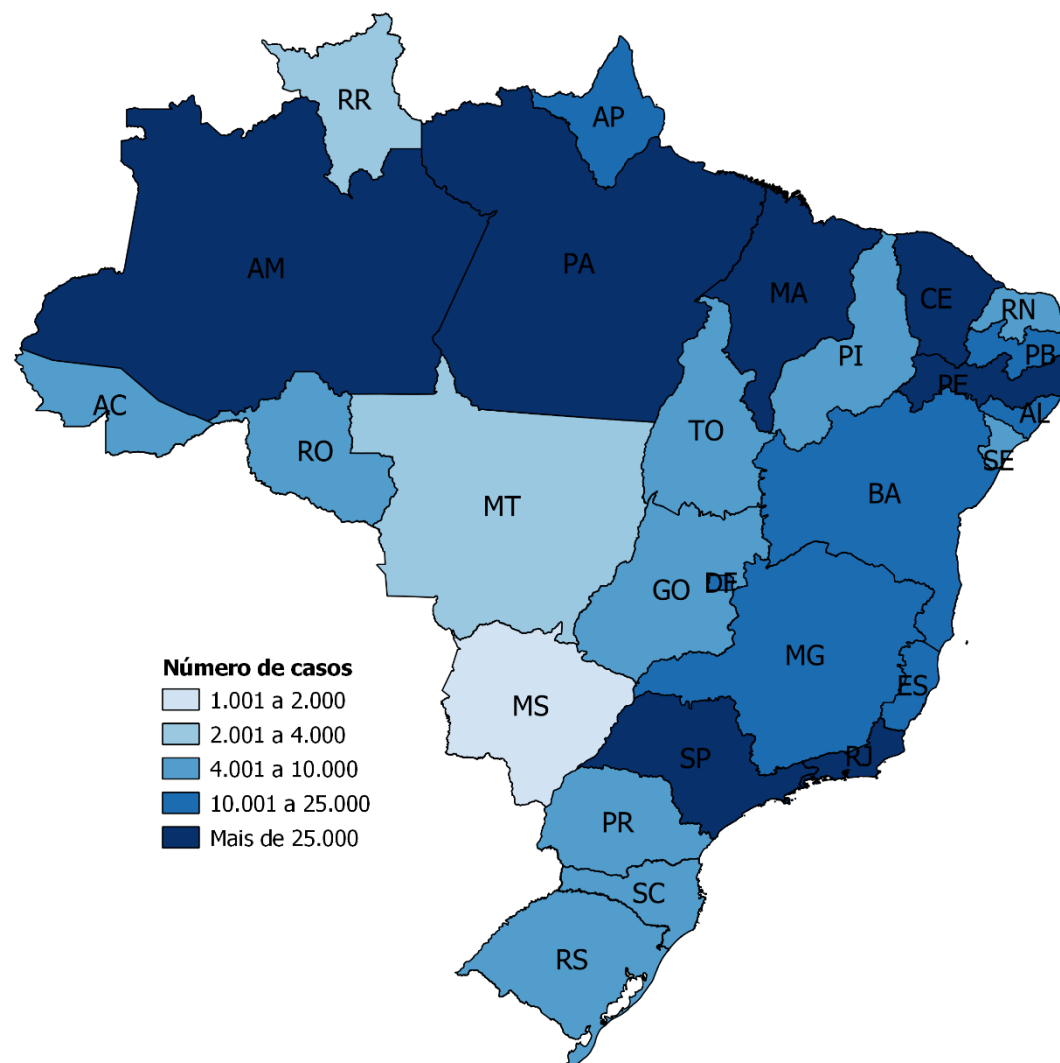 RR
AP
AM
PA
MA
CE
RN
PI
PB
PE
AC
AL
TO
RO
SE
BA
MT
GO
DF
MG
ES
MS
SP
RJ
PR
SC
RS
Número de casos
1.001 a 2.000
2.001 a 4.000
4.001 a 10.000
10.001 a 25.000
Mais de 25.000